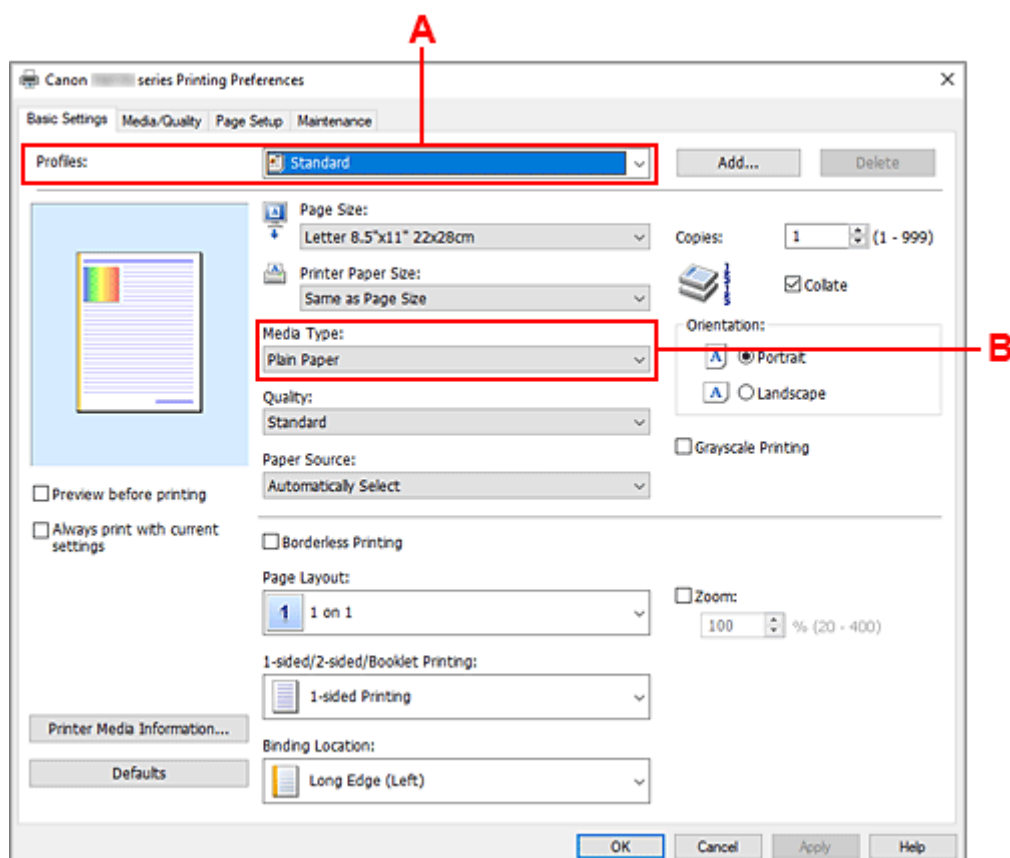 A
Canon series Printing Preferences
Basic Settings Media/Quality Page Setup Maintenance
Profiles: Standard Add... Delete
Page Size:
Letter 8.5"x11" 22x28cm
Copies: 1 (1 - 999)
Printer Paper Size:
Same as Page Size
Collate
Media Type:
Plain Paper
B
Orientation:
Portrait
Landscape
Quality:
Standard
Grayscale Printing
Paper Source:
Automatically Select
Preview before printing
Always print with current
settings
Borderless Printing
Page Layout:
1 1 on 1
Zoom:
100 % (20 - 400)
1-sided/2-sided/Booklet Printing:
1-sided Printing
Printer Media Information...
Binding Location:
Defaults
Long Edge (Left)
OK Cancel Apply Help